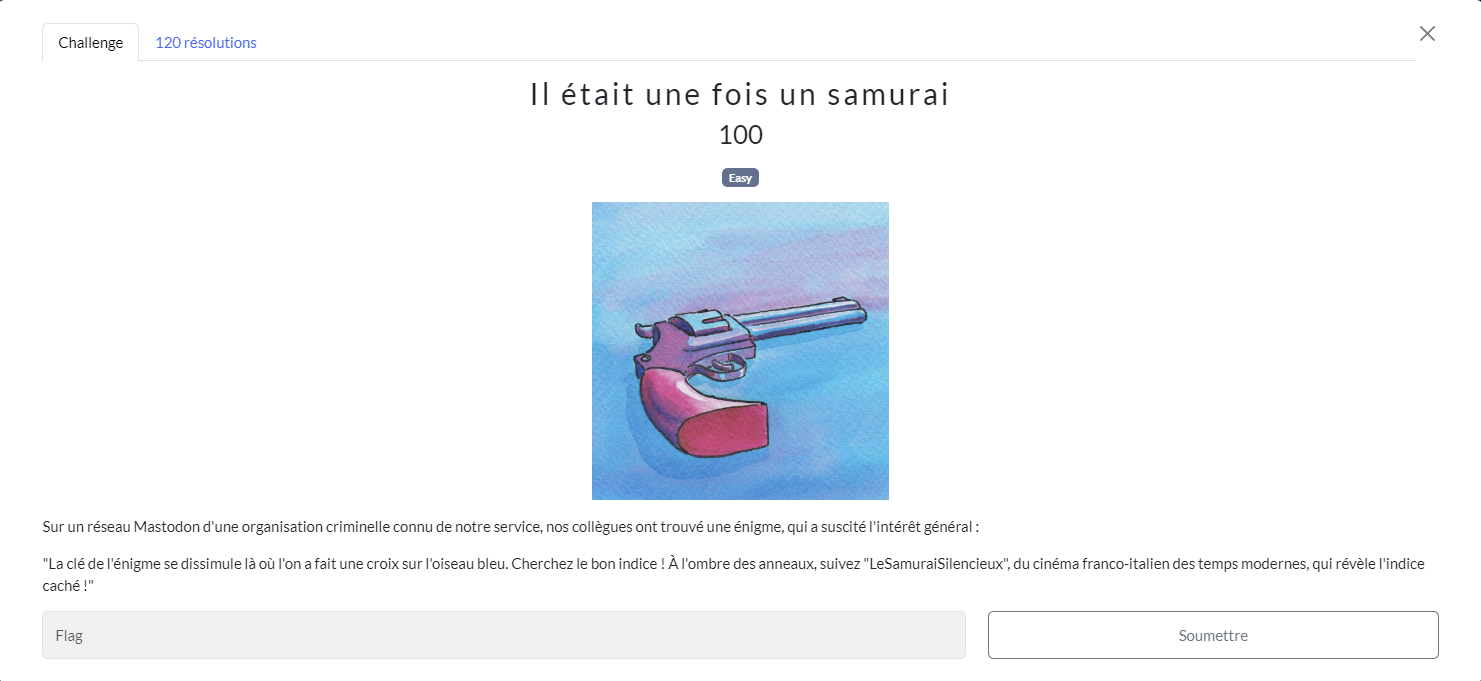 Challenge
120 résolutions
Il était une fois un samurai
100
Easy
Sur un réseau Mastodon d'une organisation criminelle connu de notre service, nos collègues ont trouvé une énigme, qui a suscité l'intérêt général :
"La clé de l'énigme se dissimule là où l'on a fait une croix sur l'oiseau bleu. Cherchez le bon indice ! À l'ombre des anneaux, suivez "LeSamuraiSilencieux", du cinéma franco-italien des temps modernes, qui révèle l'indice
caché !"
Flag
Soumettre